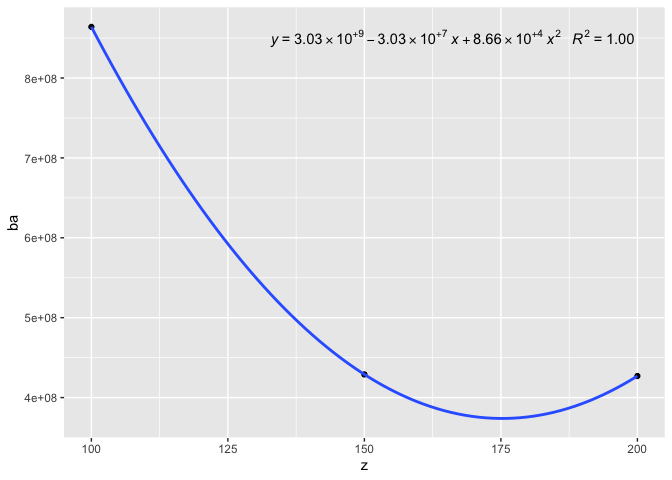 y = 3.03 × 10⁺⁹ − 3.03 × 10⁺⁷ x + 8.66 × 10⁺⁴ x²   R² = 1.00
8e+08
7e+08
6e+08
5e+08
4e+08
ba
100 125 150 175 200
z